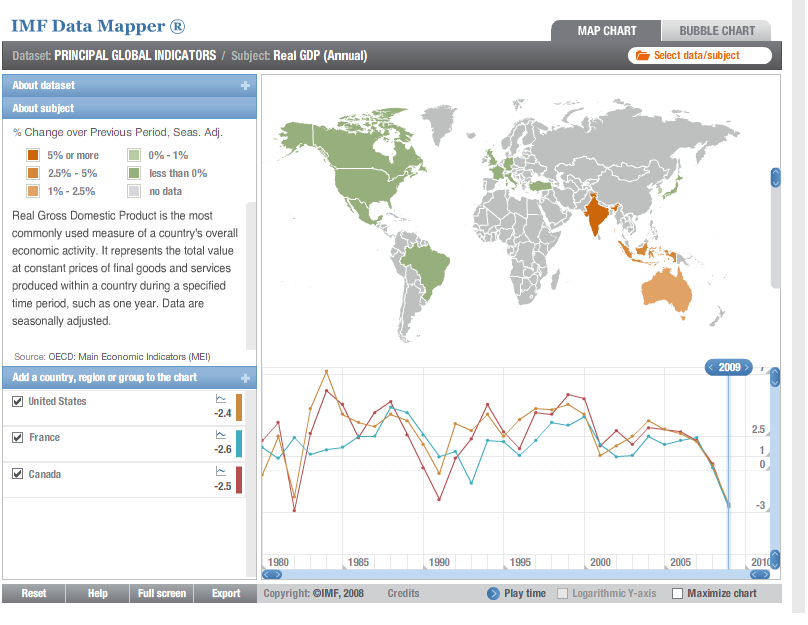 IMF Data Mapper ®
MAP CHART
BUBBLE CHART
Dataset: PRINCIPAL GLOBAL INDICATORS / Subject: Real GDP (Annual)
Select data/subject
About dataset
About subject
% Change over Previous Period, Seas. Adj.
5% or more
0% - 1%
2.5% - 5%
less than 0%
1% - 2.5%
no data
Real Gross Domestic Product is the most
commonly used measure of a country's overall
economic activity. It represents the total value
at constant prices of final goods and services
produced within a country during a specified
time period, such as one year. Data are
seasonally adjusted.
Source: OECD: Main Economic Indicators (MEI)
Add a country, region or group to the chart
United States
-2.4
France
-2.6
Canada
-2.5
2009
2.5
1
0
-3
1980 1985 1990 1995 2000 2005 2010
Reset Help Full screen Export
Copyright: ©IMF, 2008 Credits
Play time Logarithmic Y-axis Maximize chart